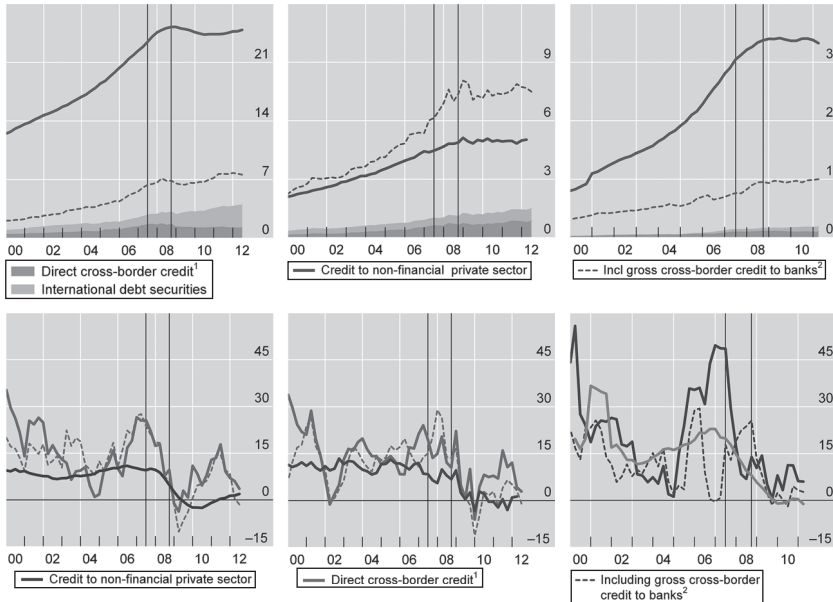 21
14
7
0
00 02 04 06 08 10 12
Direct cross-border credit¹
International debt securities
9
6
3
0
00 02 04 06 08 10 12
Credit to non-financial private sector
3
2
1
0
00 02 04 06 08 10
Incl gross cross-border credit to banks²
45
30
15
0
–15
00 02 04 06 08 10 12
Credit to non-financial private sector
45
30
15
0
–15
00 02 04 06 08 10 12
Direct cross-border credit¹
45
30
15
0
–15
00 02 04 06 08 10
Including gross cross-border
credit to banks²